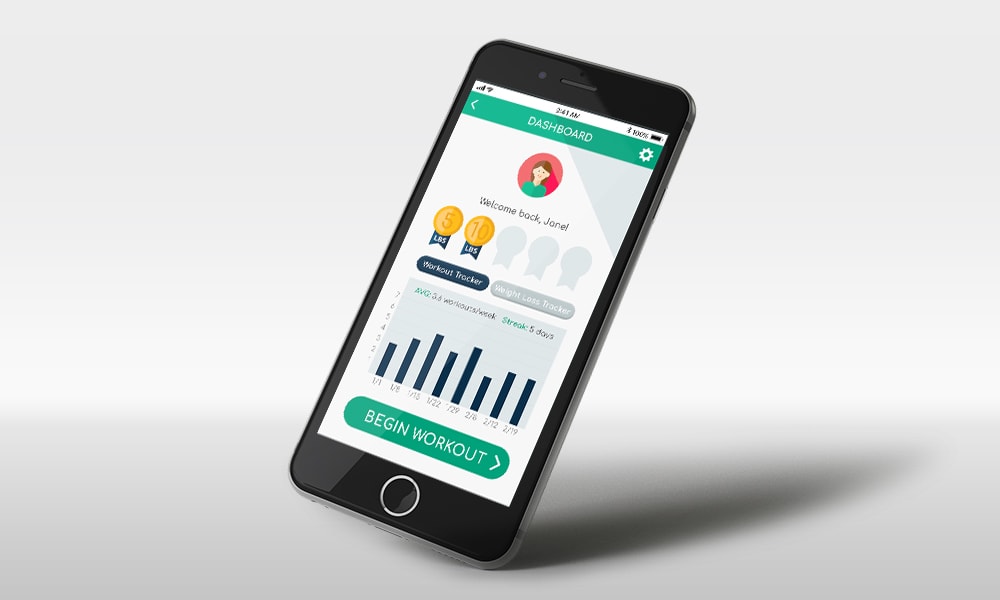 2:41 AM
100%
DASHBOARD
Welcome back, Jane!
5 10
LBS LBS
Workout Tracker Weight Loss Tracker
AVG: 3.6 workouts/week Streak: 5 days
7
6
5
4
3
2
1
1/1 1/8 1/15 1/22 1/29 2/5 2/12 2/19
BEGIN WORKOUT